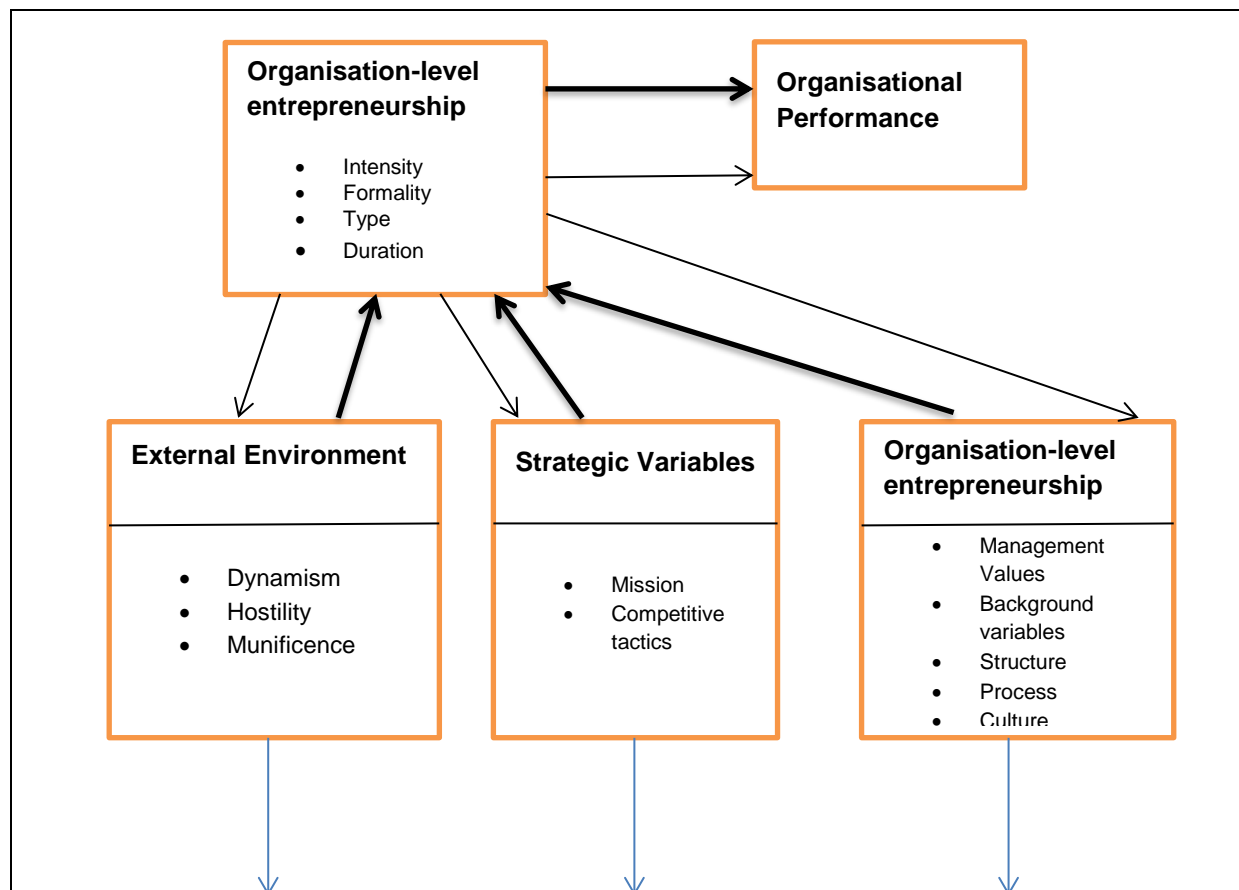 Organisation-level
entrepreneurship
• Intensity
• Formality
• Type
• Duration
Organisational
Performance
External Environment
• Dynamism
• Hostility
• Munificence
Strategic Variables
• Mission
• Competitive
tactics
Organisation-level
entrepreneurship
• Management
Values
• Background
variables
• Structure
• Process
• Culture